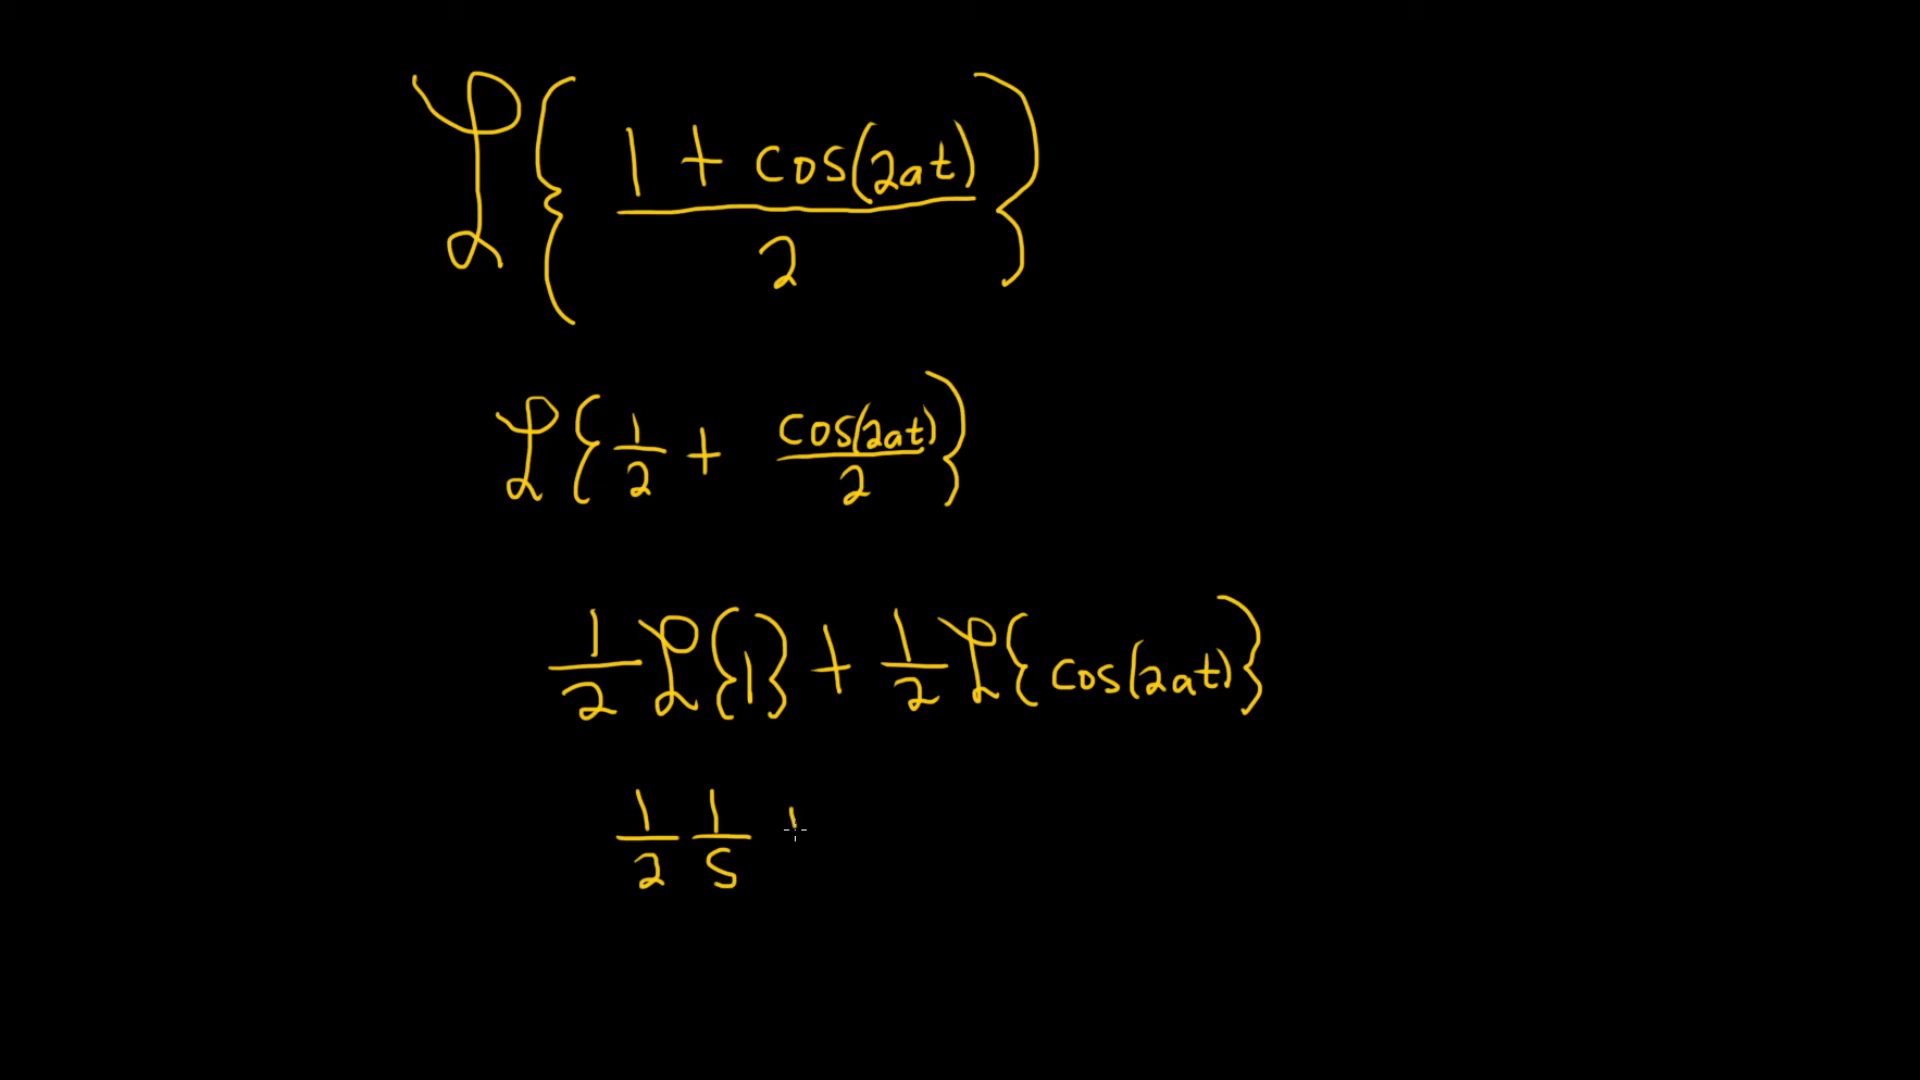 ℒ{(1 + cos(2at))/2}
ℒ{1/2 + cos(2at)/2}
1/2 ℒ{1} + 1/2 ℒ{cos(2at)}
1/2 1/s